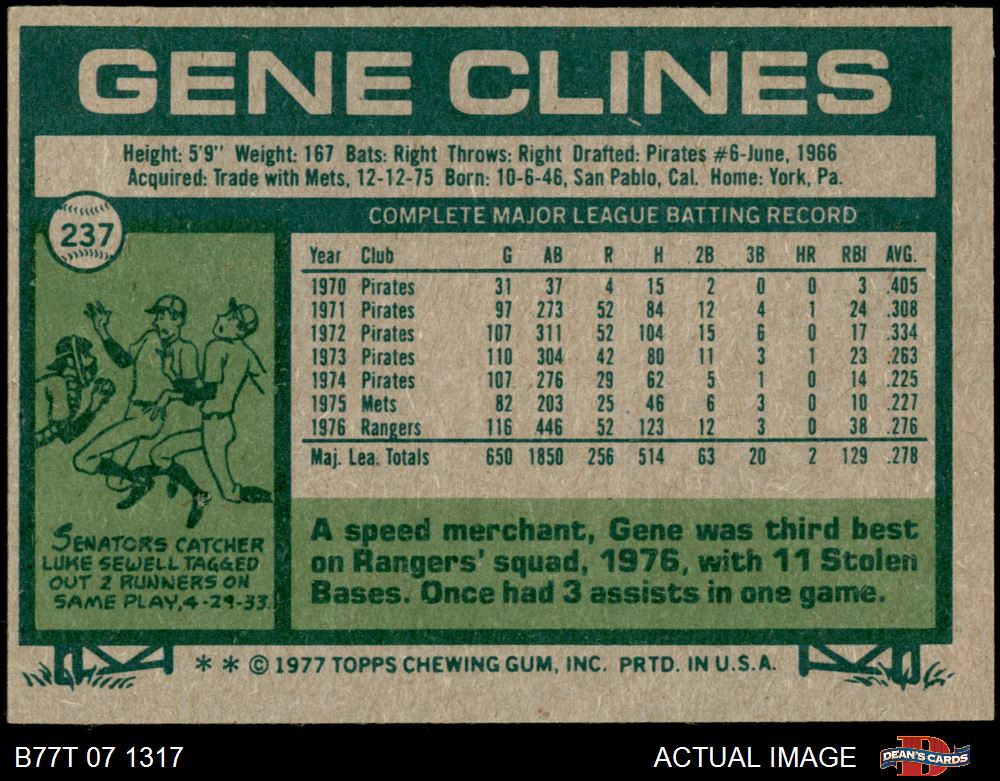 GENE CLINES
Height: 5'9" Weight: 167 Bats: Right Throws: Right Drafted: Pirates #6-June, 1966
Acquired: Trade with Mets, 12-12-75 Born: 10-6-46, San Pablo, Cal. Home: York, Pa.
237
COMPLETE MAJOR LEAGUE BATTING RECORD
Year Club G AB R H 2B 3B HR RBI AVG.
1970 Pirates 31 37 4 15 2 0 0 3 .405
1971 Pirates 97 273 52 84 12 4 1 24 .308
1972 Pirates 107 311 52 104 15 6 0 17 .334
1973 Pirates 110 304 42 80 11 3 1 23 .263
1974 Pirates 107 276 29 62 5 1 0 14 .225
1975 Mets 82 203 25 46 6 3 0 10 .227
1976 Rangers 116 446 52 123 12 3 0 38 .276
Maj. Lea. Totals 650 1850 256 514 63 20 2 129 .278
SENATORS CATCHER
LUKE SEWELL TAGGED
OUT 2 RUNNERS ON
SAME PLAY, 4-29-33.
A speed merchant, Gene was third best
on Rangers' squad, 1976, with 11 Stolen
Bases. Once had 3 assists in one game.
* * © 1977 TOPPS CHEWING GUM, INC. PRTD. IN U.S.A.
B77T 07 1317
ACTUAL IMAGE
DEAN'S CARDS